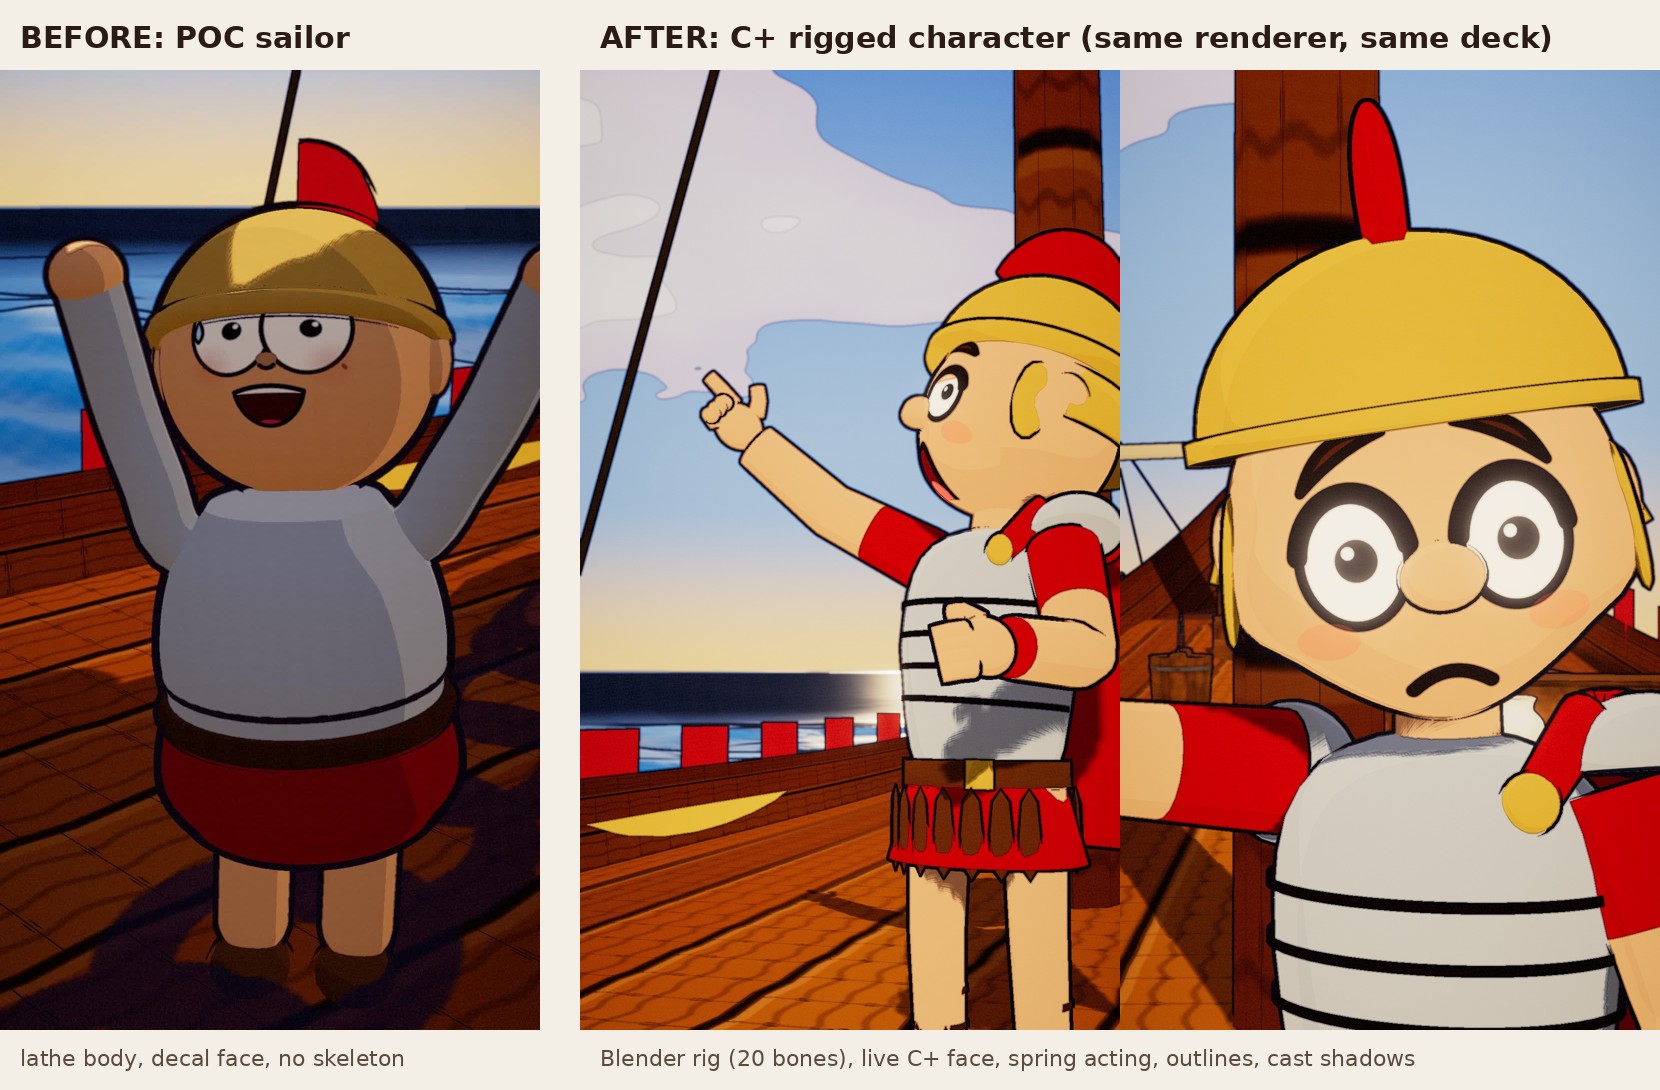 BEFORE: POC sailor
AFTER: C+ rigged character (same renderer, same deck)
lathe body, decal face, no skeleton
Blender rig (20 bones), live C+ face, spring acting, outlines, cast shadows